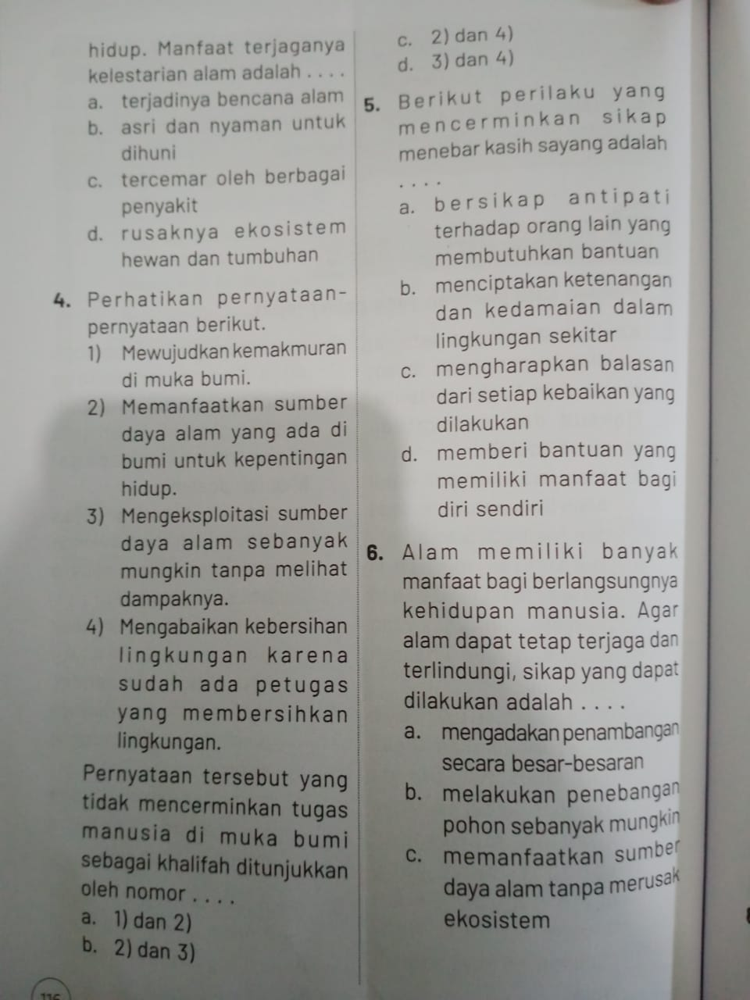 hidup. Manfaat terjaganya
kelestarian alam adalah . . . .
a. terjadinya bencana alam
b. asri dan nyaman untuk
dihuni
c. tercemar oleh berbagai
penyakit
d. rusaknya ekosistem
hewan dan tumbuhan
4. Perhatikan pernyataan-
pernyataan berikut.
1) Mewujudkan kemakmuran
di muka bumi.
2) Memanfaatkan sumber
daya alam yang ada di
bumi untuk kepentingan
hidup.
3) Mengeksploitasi sumber
daya alam sebanyak
mungkin tanpa melihat
dampaknya.
4) Mengabaikan kebersihan
lingkungan karena
sudah ada petugas
yang membersihkan
lingkungan.
Pernyataan tersebut yang
tidak mencerminkan tugas
manusia di muka bumi
sebagai khalifah ditunjukkan
oleh nomor . . . .
a. 1) dan 2)
b. 2) dan 3)
c. 2) dan 4)
d. 3) dan 4)
5. Berikut perilaku yang
mencerminkan sikap
menebar kasih sayang adalah
. . . .
a. bersikap antipati
terhadap orang lain yang
membutuhkan bantuan
b. menciptakan ketenangan
dan kedamaian dalam
lingkungan sekitar
c. mengharapkan balasan
dari setiap kebaikan yang
dilakukan
d. memberi bantuan yang
memiliki manfaat bagi
diri sendiri
6. Alam memiliki banyak
manfaat bagi berlangsungnya
kehidupan manusia. Agar
alam dapat tetap terjaga dan
terlindungi, sikap yang dapat
dilakukan adalah . . . .
a. mengadakan penambangan
secara besar-besaran
b. melakukan penebangan
pohon sebanyak mungkin
c. memanfaatkan sumber
daya alam tanpa merusak
ekosistem